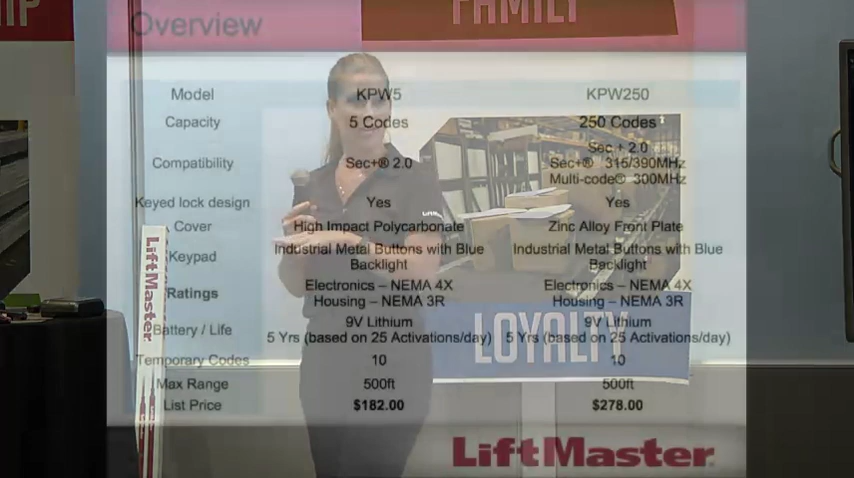 IP
FAMILY
Overview
Model KPW5 KPW250
Capacity 5 Codes 250 Codes
Compatibility Sec+® 2.0 Sec + 2.0
Sec+® 315/390MHz
Multi-code® 300MHz
Keyed lock design Yes Yes
Cover High Impact Polycarbonate Zinc Alloy Front Plate
Keypad Industrial Metal Buttons with Blue Backlight Industrial Metal Buttons with Blue Backlight
Ratings Electronics – NEMA 4X Electronics – NEMA 4X
Housing – NEMA 3R Housing – NEMA 3R
Battery / Life 9V Lithium 9V Lithium
5 Yrs (based on 25 Activations/day) 5 Yrs (based on 25 Activations/day)
Temporary Codes 10 10
Max Range 500ft 500ft
List Price $182.00 $278.00
LOYALTY
LiftMaster
LiftMaster